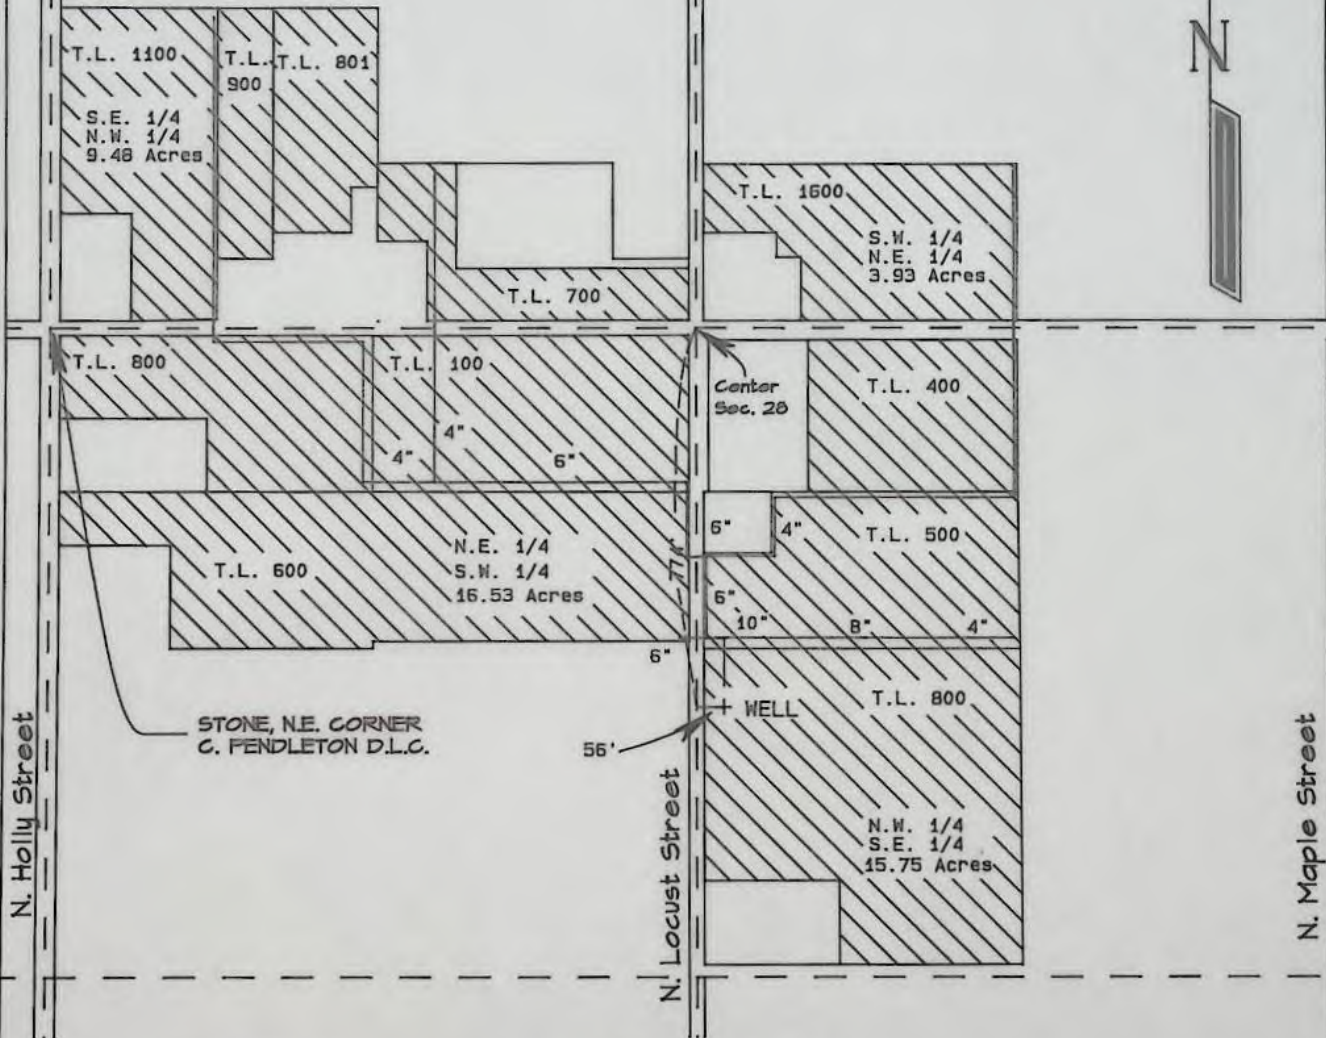 N
T.L. 1100
T.L.
900
T.L. 801
S.E. 1/4
N.W. 1/4
9.48 Acres
T.L. 1600
S.W. 1/4
N.E. 1/4
3.93 Acres
T.L. 700
T.L. 800
T.L. 100
Center
Sec. 28
T.L. 400
4"
4"
6"
6"
4"
T.L. 500
N.E. 1/4
S.W. 1/4
16.53 Acres
T.L. 600
6"
10"
8"
4"
6"
WELL
T.L. 800
STONE, N.E. CORNER
C. PENDLETON D.L.C.
56'
N.W. 1/4
S.E. 1/4
15.75 Acres
N. Holly Street
N. Locust Street
N. Maple Street